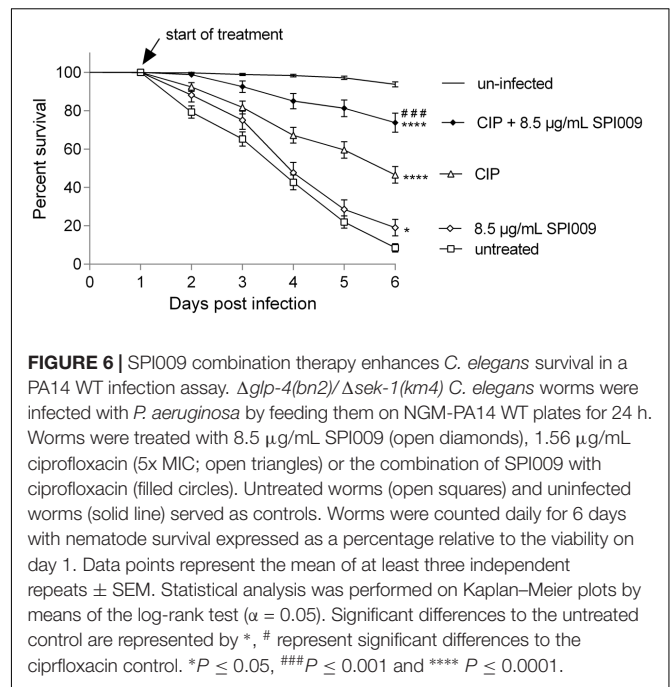 start of treatment
100
80
60
40
20
0
Percent survival
0 1 2 3 4 5 6
Days post infection
###
****
****
*
un-infected
CIP + 8.5 µg/mL SPI009
CIP
8.5 µg/mL SPI009
untreated
FIGURE 6 | SPI009 combination therapy enhances C. elegans survival in a
PA14 WT infection assay. Δglp-4(bn2)/Δsek-1(km4) C. elegans worms were
infected with P. aeruginosa by feeding them on NGM-PA14 WT plates for 24 h.
Worms were treated with 8.5 µg/mL SPI009 (open diamonds), 1.56 µg/mL
ciprofloxacin (5x MIC; open triangles) or the combination of SPI009 with
ciprofloxacin (filled circles). Untreated worms (open squares) and uninfected
worms (solid line) served as controls. Worms were counted daily for 6 days
with nematode survival expressed as a percentage relative to the viability on
day 1. Data points represent the mean of at least three independent
repeats ± SEM. Statistical analysis was performed on Kaplan–Meier plots by
means of the log-rank test (α = 0.05). Significant differences to the untreated
control are represented by *, # represent significant differences to the
ciprfloxacin control. *P ≤ 0.05, ###P ≤ 0.001 and **** P ≤ 0.0001.